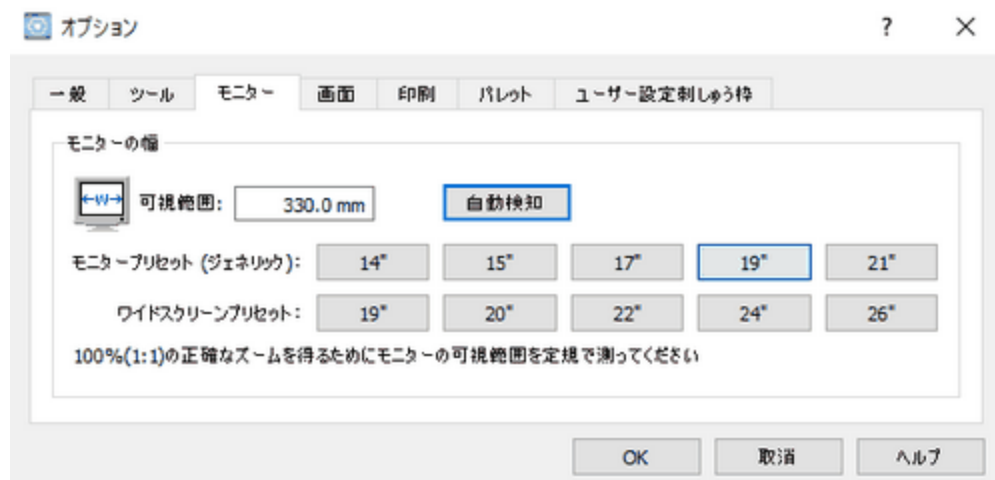 オプション ? ×
一般 ツール モニター 画面 印刷 パレット ユーザー設定刺しゅう枠
モニターの幅
←W→ 可視範囲: 330.0 mm 自動検知
モニタープリセット (ジェネリック): 14" 15" 17" 19" 21"
ワイドスクリーンプリセット: 19" 20" 22" 24" 26"
100%(1:1)の正確なズームを得るためにモニターの可視範囲を定規で測ってください
OK 取消 ヘルプ